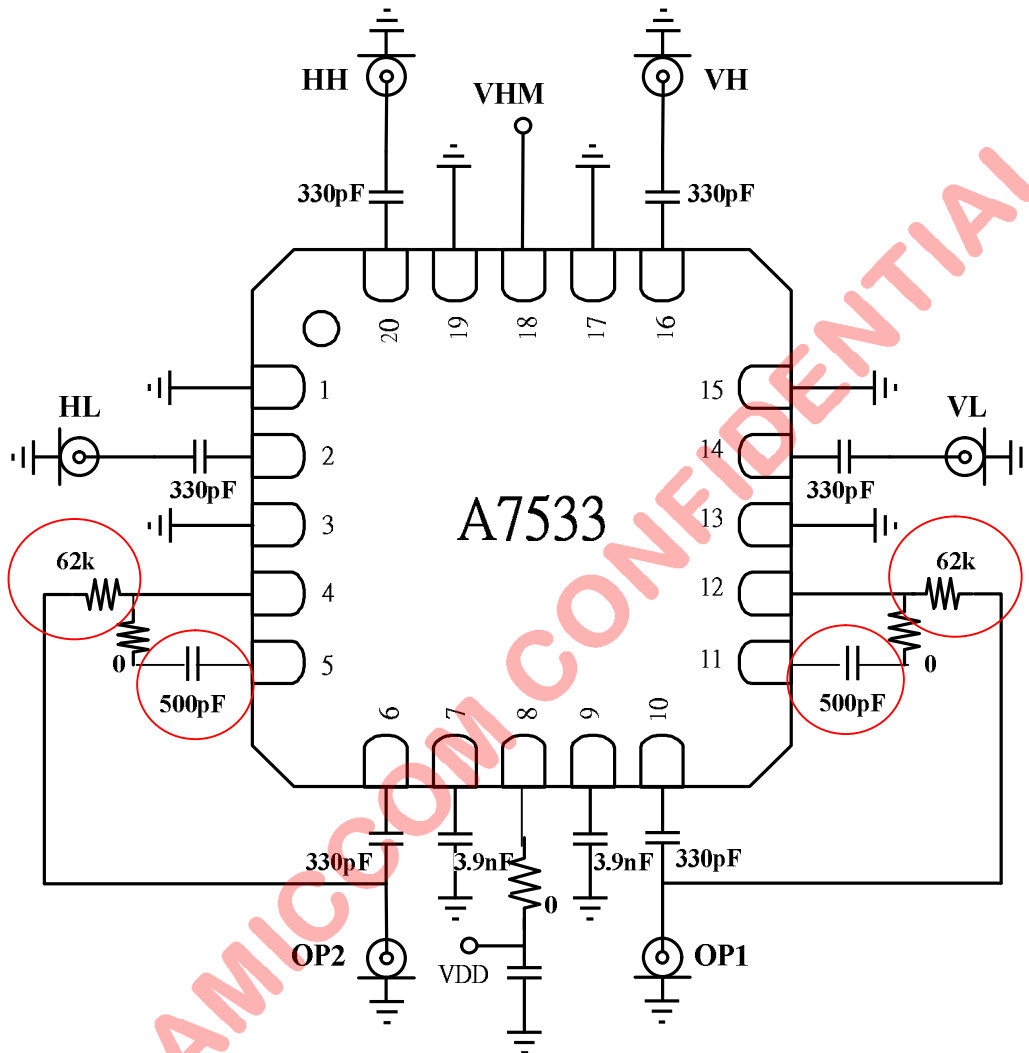 HH
VH
VHM
330pF
330pF
20
19
18
17
16
1
15
HL
VL
2
14
330pF
330pF
3
A7533
13
62k
62k
4
12
0
5
11
0
500pF
500pF
6
7
8
9
10
330pF
3.9nF
3.9nF
330pF
0
OP2
VDD
OP1
AMICCOM CONFIDENTIAL